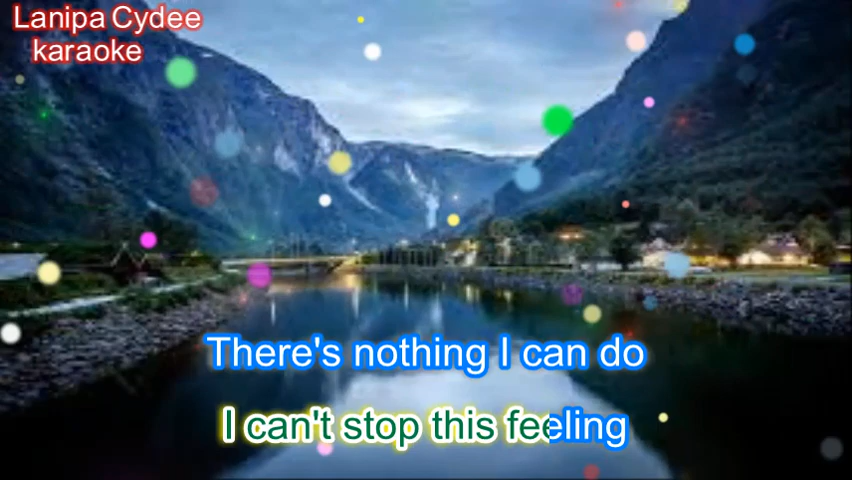 Lanipa Cydee
karaoke
There's nothing I can do
I can't stop this feeling